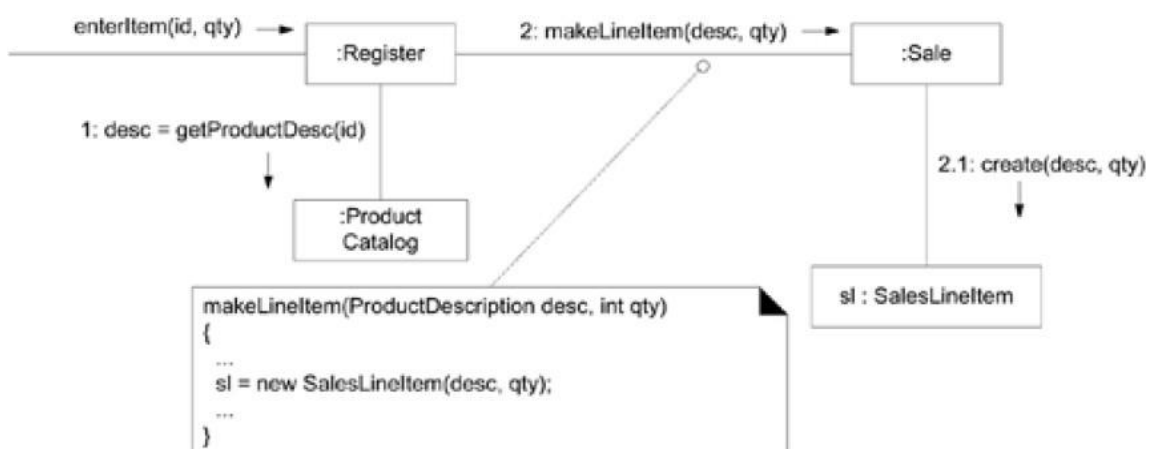 enterItem(id, qty)
2: makeLineItem(desc, qty)
:Register
:Sale
1: desc = getProductDesc(id)
2.1: create(desc, qty)
:Product
Catalog
sl : SalesLineItem
makeLineItem(ProductDescription desc, int qty)
{
...
sl = new SalesLineItem(desc, qty);
...
}